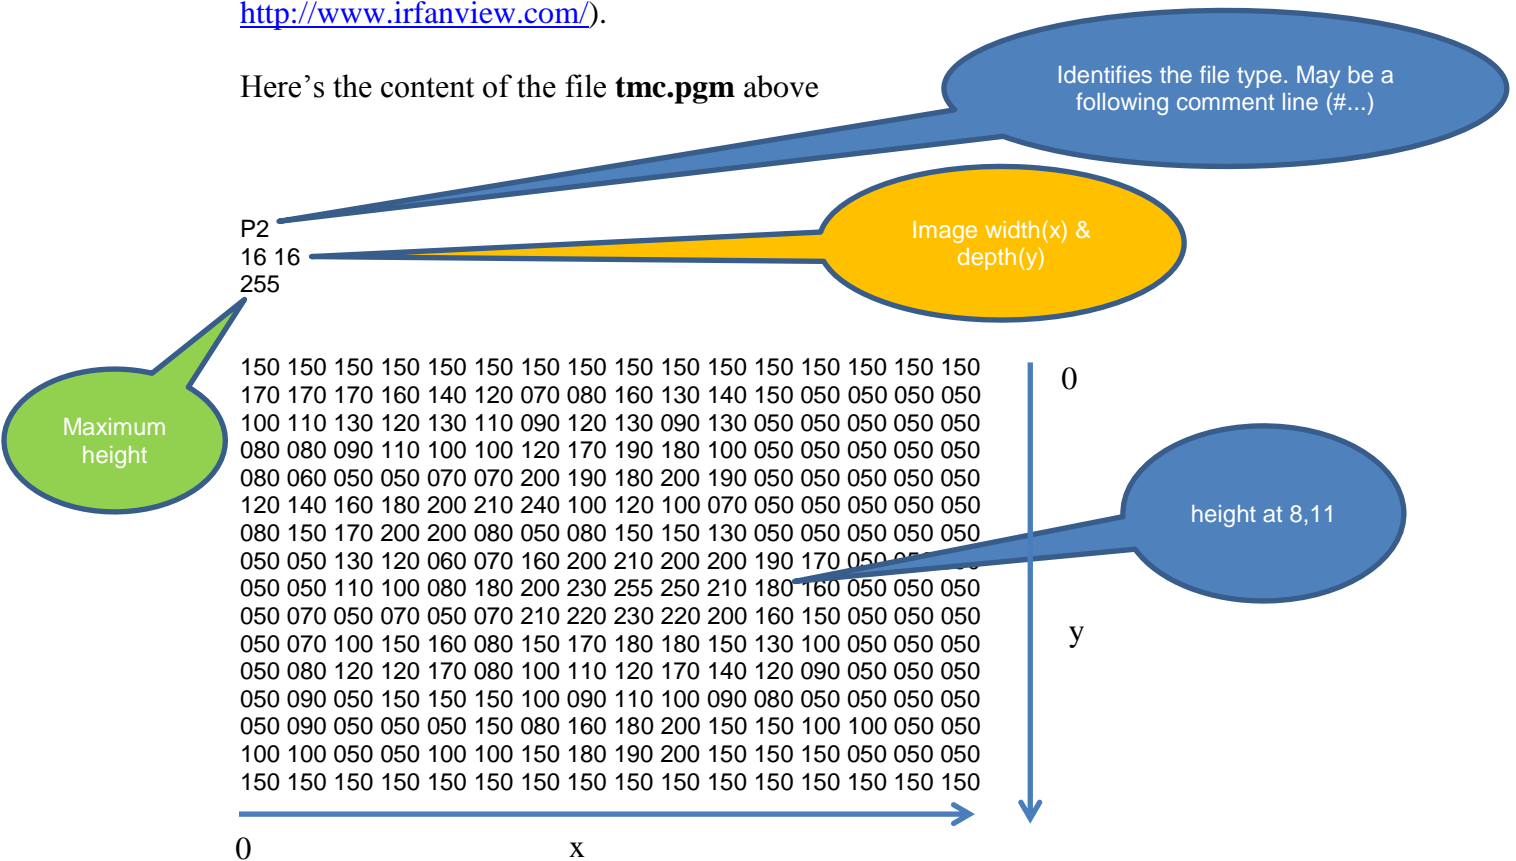 http://www.irfanview.com/).
Here’s the content of the file tmc.pgm above
Identifies the file type. May be a
following comment line (#...)
P2
16 16
255
Image width(x) &
depth(y)
Maximum
height
150 150 150 150 150 150 150 150 150 150 150 150 150 150 150 150
170 170 170 160 140 120 070 080 160 130 140 150 050 050 050 050
100 110 130 120 130 110 090 120 130 090 130 050 050 050 050 050
080 080 090 110 100 100 120 170 190 180 100 050 050 050 050 050
080 060 050 050 070 070 200 190 180 200 190 050 050 050 050 050
120 140 160 180 200 210 240 100 120 100 070 050 050 050 050 050
080 150 170 200 200 080 050 080 150 150 130 050 050 050 050 050
050 050 130 120 060 070 160 200 210 200 200 190 170
050 050 110 100 080 180 200 230 255 250 210 180 160 050 050 050
050 070 050 070 050 070 210 220 230 220 200 160 150 050 050 050
050 070 100 150 160 080 150 170 180 180 150 130 100 050 050 050
050 080 120 120 170 080 100 110 120 170 140 120 090 050 050 050
050 090 050 150 150 150 100 090 110 100 090 080 050 050 050 050
050 090 050 050 050 150 080 160 180 200 150 150 100 100 050 050
100 100 050 050 100 100 150 180 190 200 150 150 150 050 050 050
150 150 150 150 150 150 150 150 150 150 150 150 150 150 150 150
0
height at 8,11
y
0
x